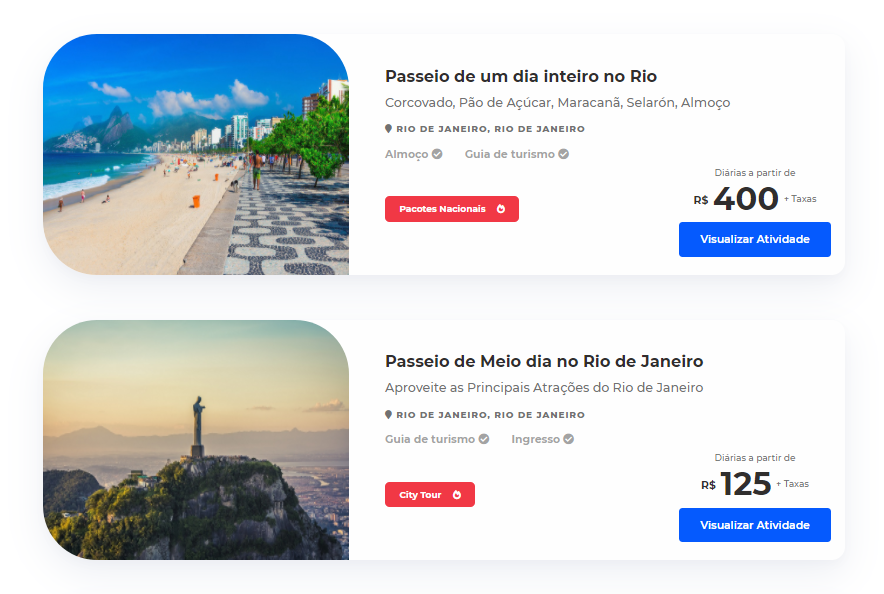 Passeio de um dia inteiro no Rio
Corcovado, Pão de Açúcar, Maracanã, Selarón, Almoço
RIO DE JANEIRO, RIO DE JANEIRO
Almoço Guia de turismo
Diárias a partir de
R$ 400 + Taxas
Pacotes Nacionais
Visualizar Atividade
Passeio de Meio dia no Rio de Janeiro
Aproveite as Principais Atrações do Rio de Janeiro
RIO DE JANEIRO, RIO DE JANEIRO
Guia de turismo Ingresso
Diárias a partir de
R$ 125 + Taxas
City Tour
Visualizar Atividade